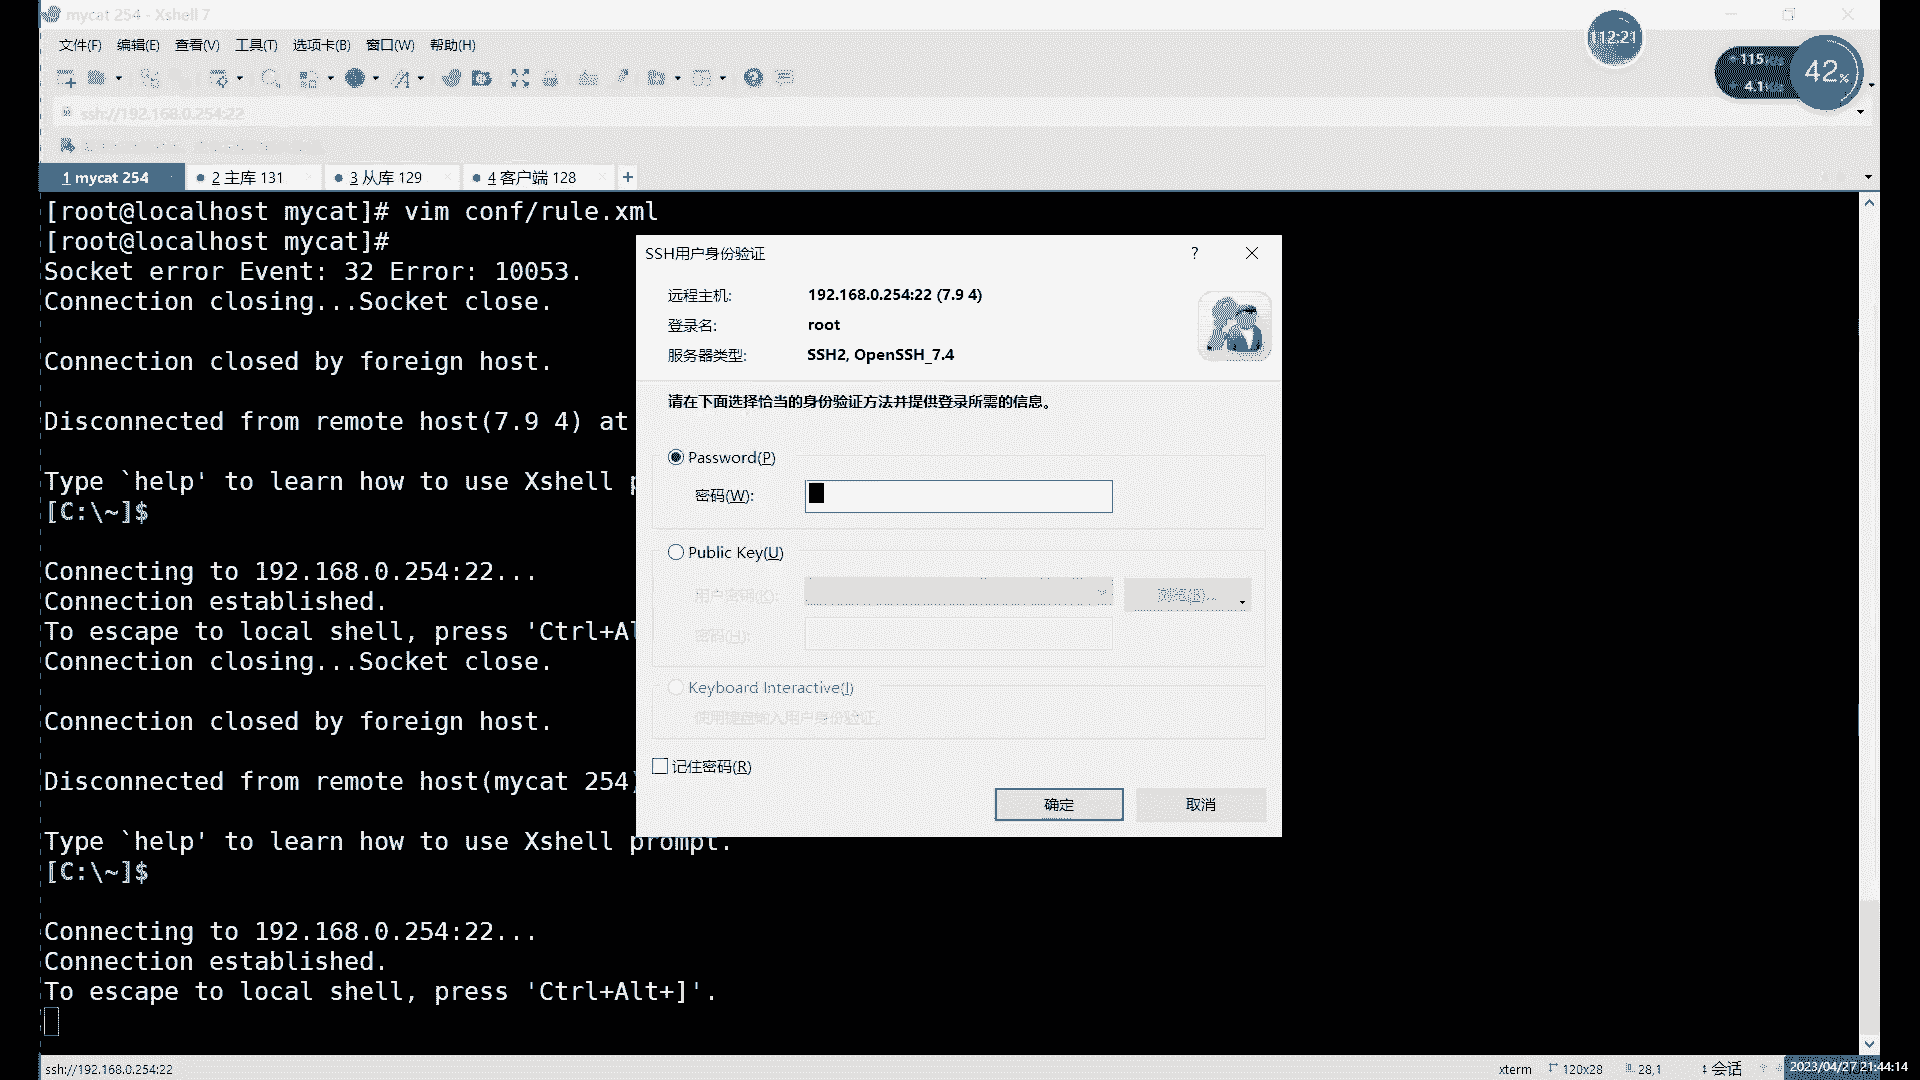 mycat 254 - Xshell 7
文件(F) 编辑(E) 查看(V) 工具(T) 选项卡(B) 窗口(W) 帮助(H)
112:21
42%
4.1
ssh://192.168.0.254:22
1 mycat 254
2 主库 131
3 从库 129
4 客户端 128
+
[root@localhost mycat]# vim conf/rule.xml
[root@localhost mycat]#
Socket error Event: 32 Error: 10053.
Connection closing...Socket close.
Connection closed by foreign host.
Disconnected from remote host(7.9 4) at
Type `help' to learn how to use Xshell p
[C:\~]$
Connecting to 192.168.0.254:22...
Connection established.
To escape to local shell, press 'Ctrl+Al
Connection closing...Socket close.
Connection closed by foreign host.
Disconnected from remote host(mycat 254)
Type `help' to learn how to use Xshell prompt.
[C:\~]$
Connecting to 192.168.0.254:22...
Connection established.
To escape to local shell, press 'Ctrl+Alt+]'.
SSH用户身份验证
?
远程主机: 192.168.0.254:22 (7.9 4)
登录名: root
服务器类型: SSH2, OpenSSH_7.4
请在下面选择恰当的身份验证方法并提供登录所需的信息。
Password(P)
密码(W):
Public Key(U)
用户密钥(K):
浏览(B)...
密码(H):
Keyboard Interactive(I)
使用键盘输入用户身份验证。
记住密码(R)
确定
取消
ssh://192.168.0.254:22
xterm
120x28
28,1
会话
2023/04/27 21:44:14